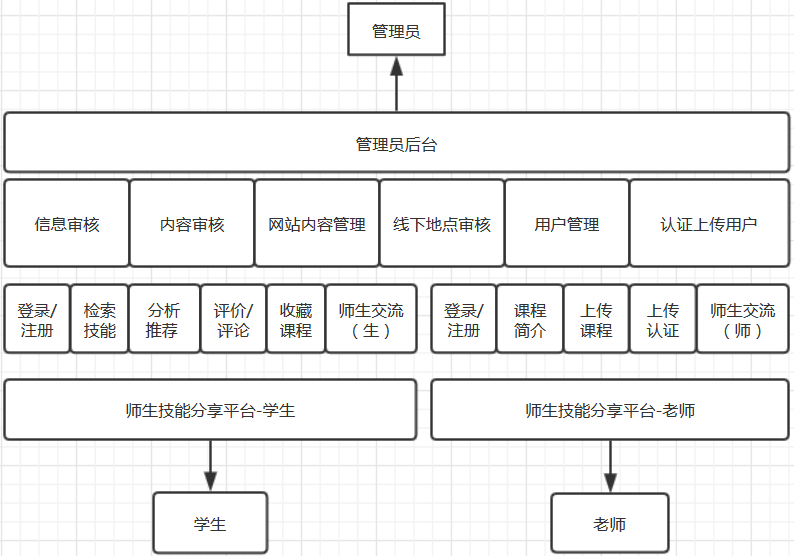 管理员
管理员后台
信息审核
内容审核
网站内容管理
线下地点审核
用户管理
认证上传用户
登录/
注册
检索
技能
分析
推荐
评价/
评论
收藏
课程
师生交流
（生）
登录/
注册
课程
简介
上传
课程
上传
认证
师生交流
（师）
师生技能分享平台-学生
师生技能分享平台-老师
学生
老师